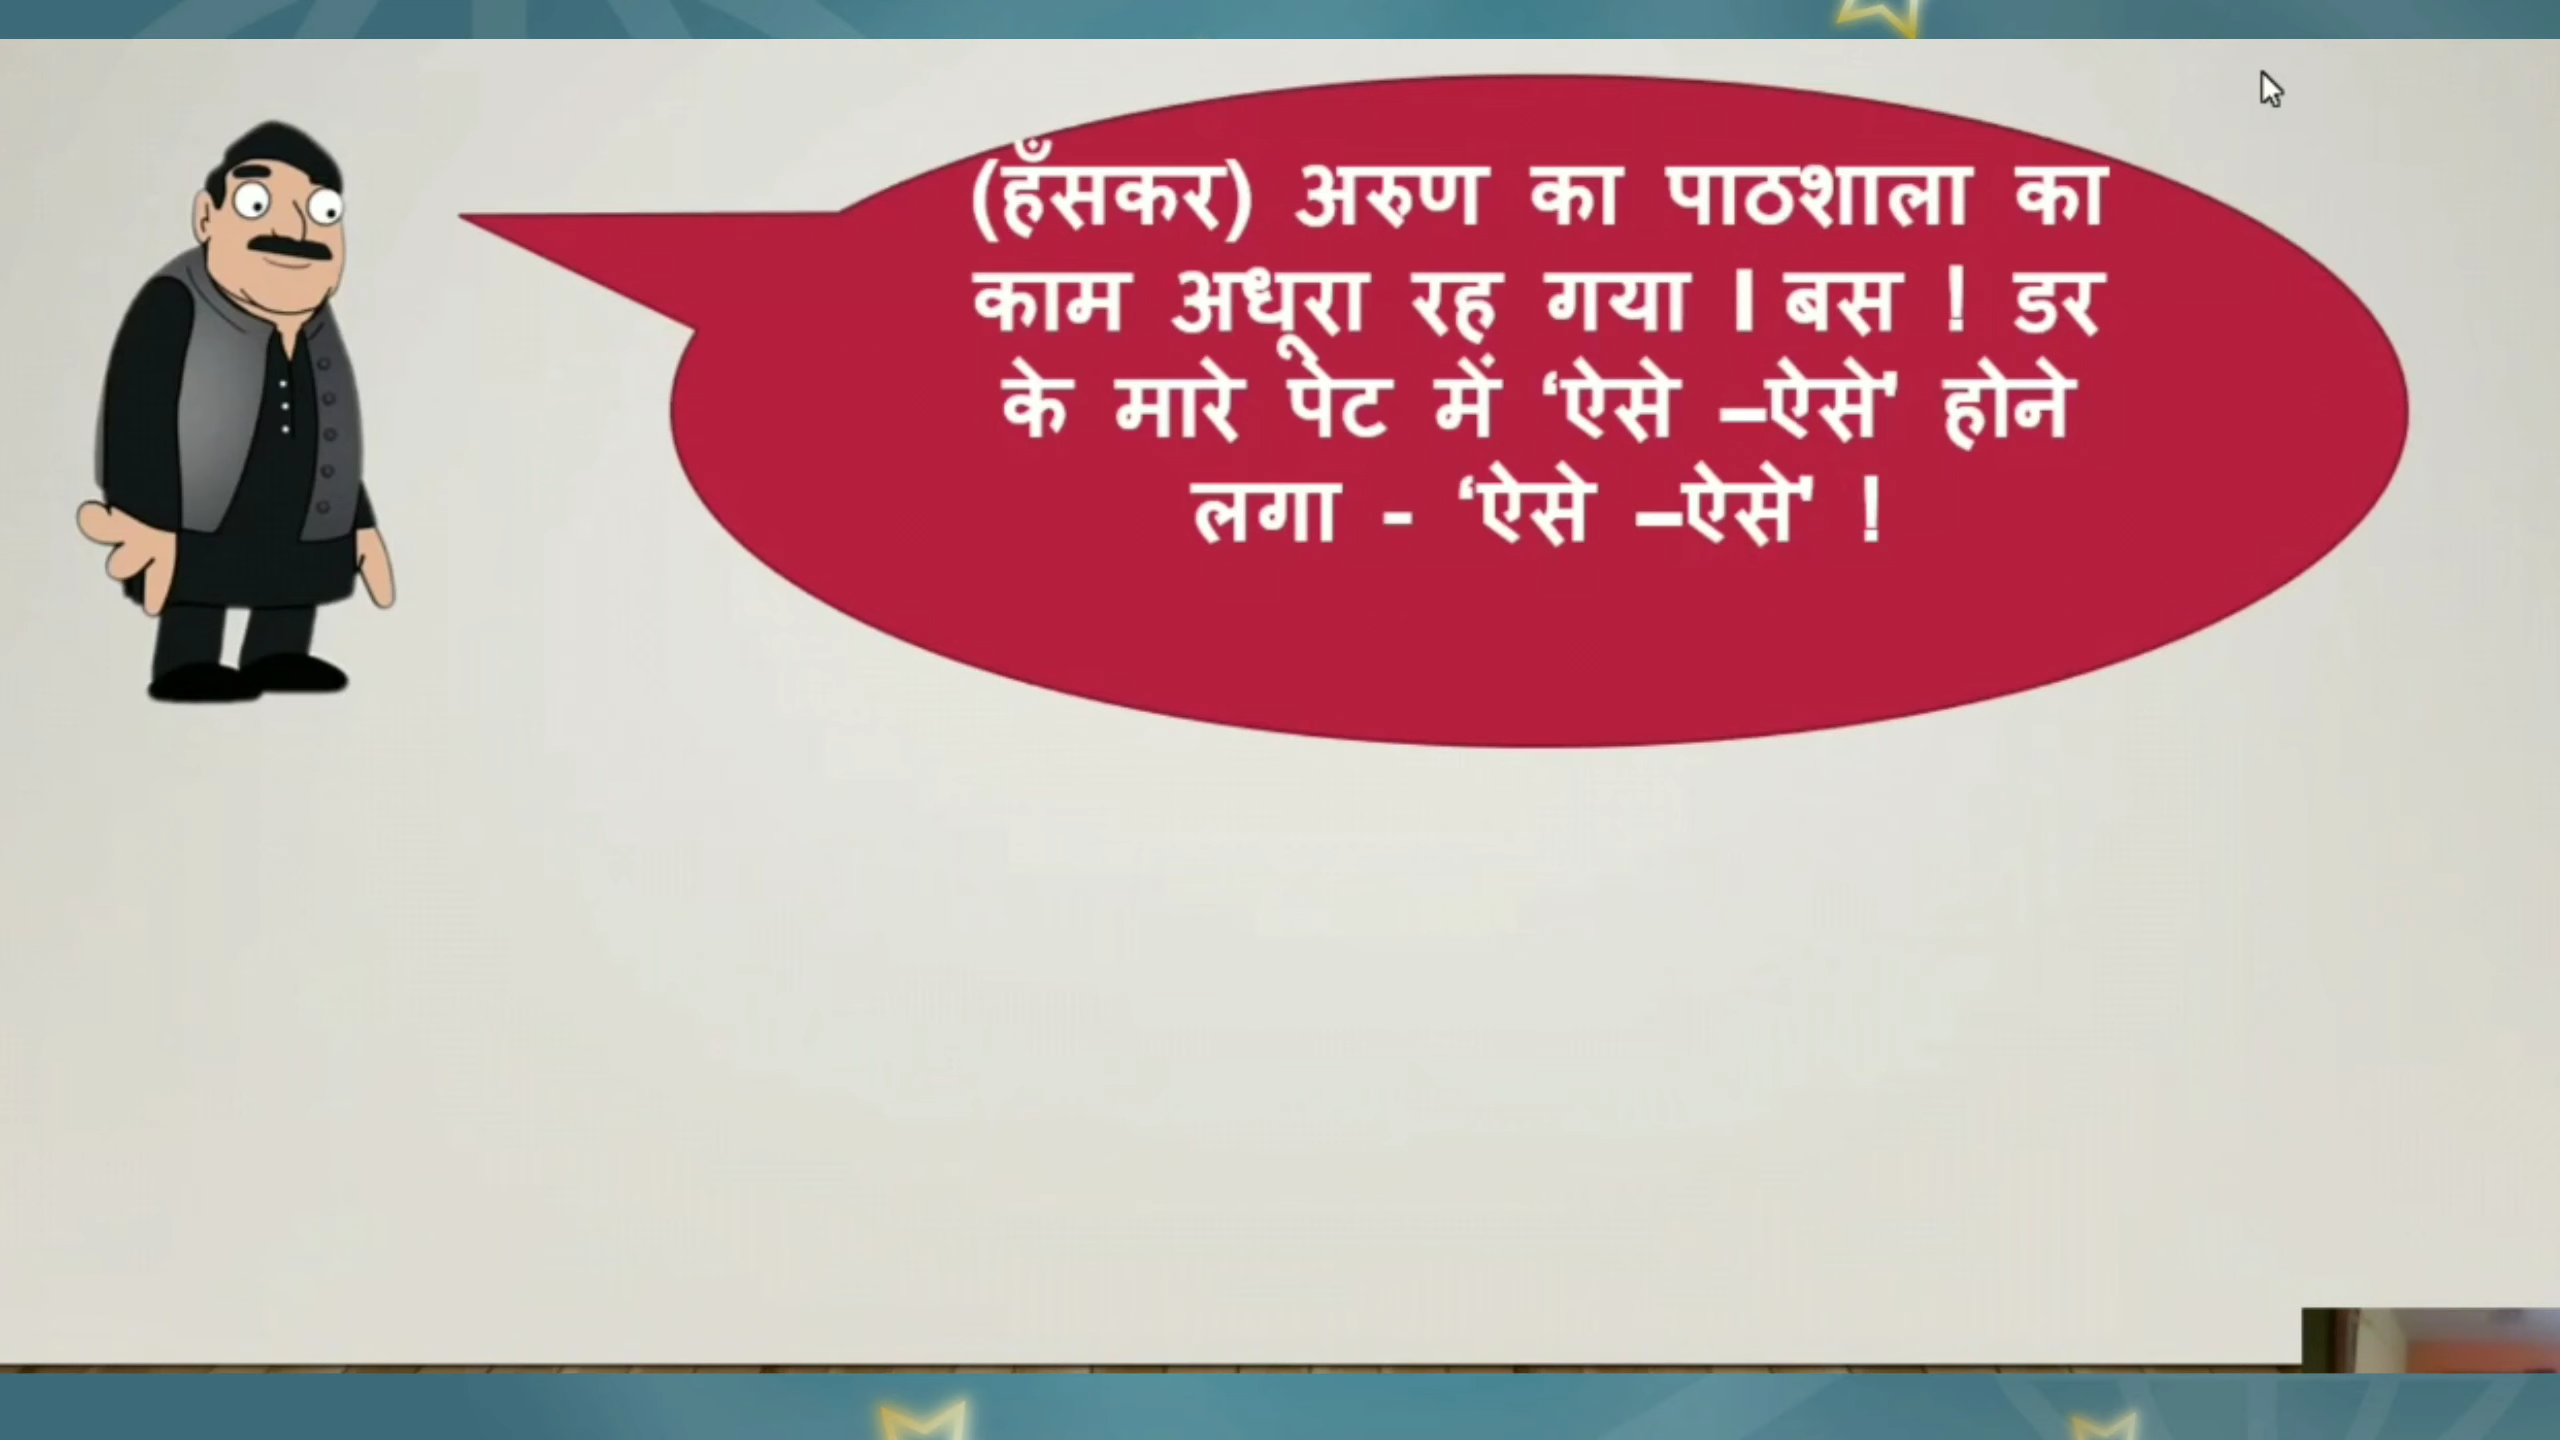 (हँसकर) अरुण का पाठशाला का
काम अधूरा रह गया । बस ! डर
के मारे पेट में ‘ऐसे –ऐसे' होने
लगा - ‘ऐसे –ऐसे' !